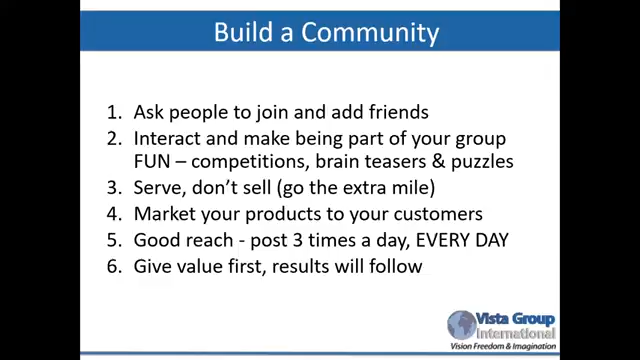 Build a Community
1. Ask people to join and add friends
2. Interact and make being part of your group
FUN – competitions, brain teasers & puzzles
3. Serve, don't sell (go the extra mile)
4. Market your products to your customers
5. Good reach - post 3 times a day, EVERY DAY
6. Give value first, results will follow
Vista Group
International
Vision Freedom & Imagination